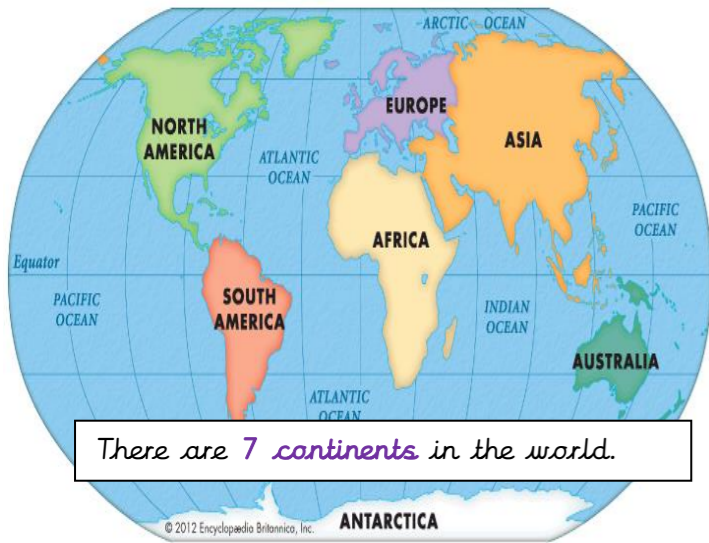 ARCTIC OCEAN
EUROPE
NORTH
AMERICA
ASIA
ATLANTIC
OCEAN
PACIFIC
OCEAN
AFRICA
Equator
PACIFIC
OCEAN
SOUTH
AMERICA
INDIAN
OCEAN
AUSTRALIA
ATLANTIC
OCEAN
There are 7 continents in the world.
© 2012 Encyclopædia Britannica, Inc.
ANTARCTICA